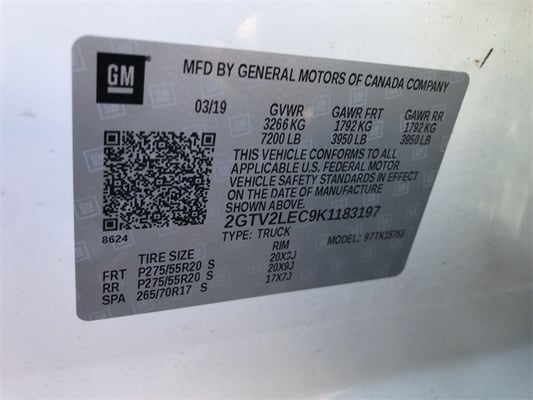 GM
MFD BY GENERAL MOTORS OF CANADA COMPANY
03/19 GVWR GAWR FRT GAWR RR
3266 KG 1792 KG 1792 KG
7200 LB 3950 LB 3950 LB
THIS VEHICLE CONFORMS TO ALL
APPLICABLE U.S. FEDERAL MOTOR
VEHICLE SAFETY STANDARDS IN EFFECT
ON THE DATE OF MANUFACTURE
SHOWN ABOVE.
2GTV2LEC9K1183197
8624
TYPE: TRUCK MODEL: 97TK15753
TIRE SIZE RIM
FRT P275/55R20 S 20X9J
RR P275/55R20 S 20X9J
SPA 265/70R17 S 17X7J